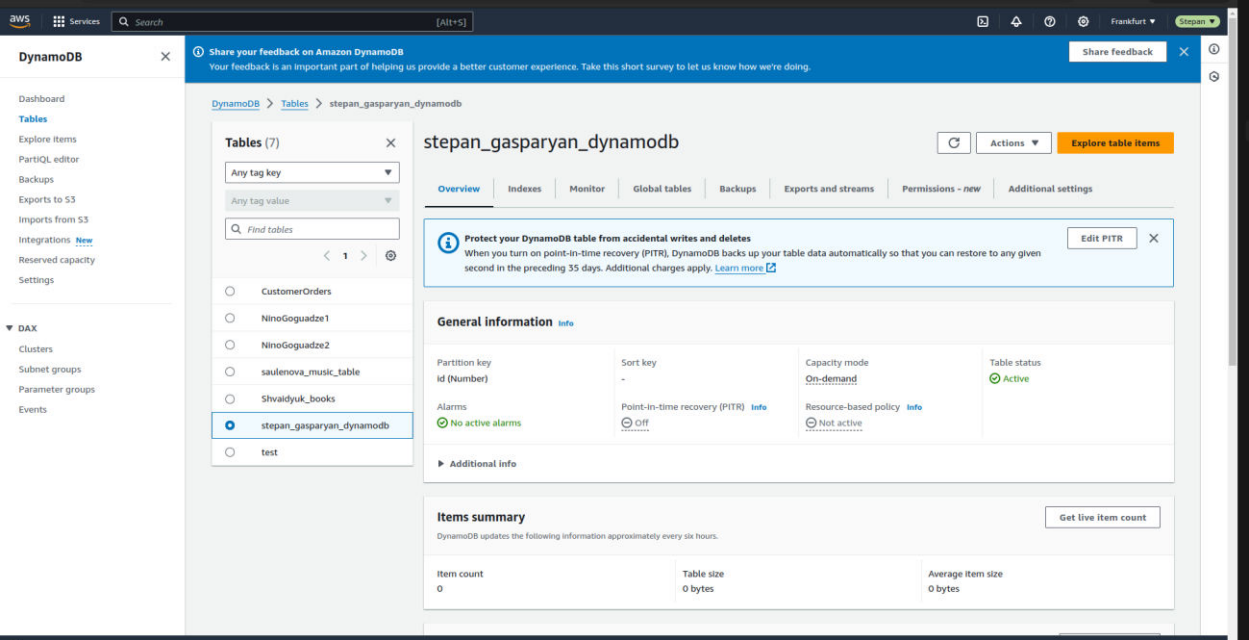 aws Services Search [Alt+S] Frankfurt ▼ Stepan ▼
DynamoDB
Dashboard
Tables
Explore items
PartiQL editor
Backups
Exports to S3
Imports from S3
Integrations New
Reserved capacity
Settings
▼ DAX
Clusters
Subnet groups
Parameter groups
Events
Share your feedback on Amazon DynamoDB
Your feedback is an important part of helping us provide a better customer experience. Take this short survey to let us know how we're doing.
Share feedback
DynamoDB > Tables > stepan_gasparyan_dynamodb
Tables (7)
Any tag key
Any tag value
Find tables
< 1 >
CustomerOrders
NinoGoguadze1
NinoGoguadze2
saulenova_music_table
Shvaidyuk_books
stepan_gasparyan_dynamodb
test
stepan_gasparyan_dynamodb
Actions ▼
Explore table items
Overview Indexes Monitor Global tables Backups Exports and streams Permissions - new Additional settings
Protect your DynamoDB table from accidental writes and deletes
When you turn on point-in-time recovery (PITR), DynamoDB backs up your table data automatically so that you can restore to any given
second in the preceding 35 days. Additional charges apply. Learn more
Edit PITR
General information Info
Partition key
id (Number)
Sort key
-
Capacity mode
On-demand
Table status
Active
Alarms
No active alarms
Point-in-time recovery (PITR) Info
Off
Resource-based policy Info
Not active
▶ Additional info
Items summary
Get live item count
DynamoDB updates the following information approximately every six hours.
Item count
0
Table size
0 bytes
Average item size
0 bytes